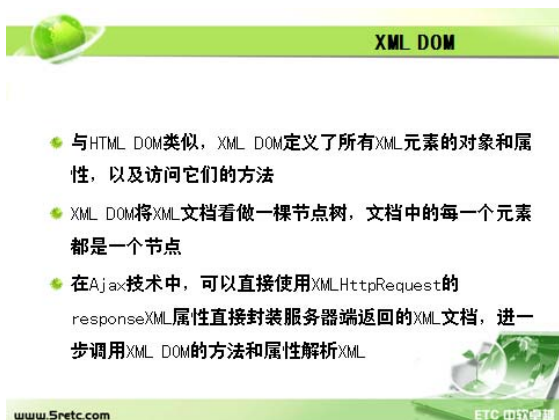 XML DOM
与HTML DOM类似，XML DOM定义了所有XML元素的对象和属
性，以及访问它们的方法
XML DOM将XML文档看做一棵节点树，文档中的每一个元素
都是一个节点
在Ajax技术中，可以直接使用XMLHttpRequest的
responseXML属性直接封装服务器端返回的XML文档，进一
步调用XML DOM的方法和属性解析XML
www.5retc.com
ETC 中软卓越